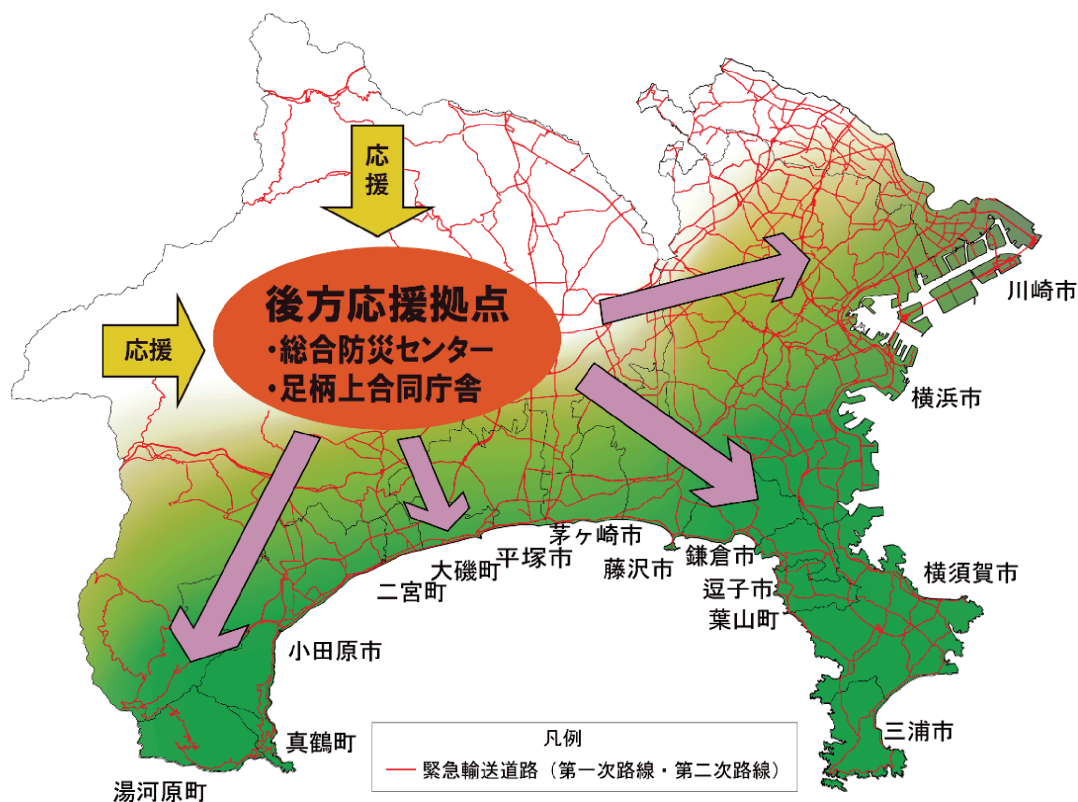 応援
応援
後方応援拠点
・総合防災センター
・足柄上合同庁舎
川崎市
横浜市
茅ヶ崎市
平塚市
大磯町
二宮町
藤沢市
鎌倉市
逗子市
葉山町
横須賀市
小田原市
真鶴町
湯河原町
三浦市
凡例
緊急輸送道路（第一次路線・第二次路線）